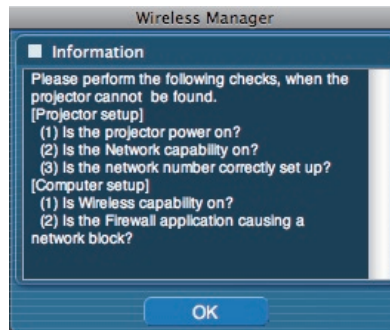 Wireless Manager
Information
Please perform the following checks, when the
projector cannot be found.
[Projector setup]
(1) Is the projector power on?
(2) Is the Network capability on?
(3) Is the network number correctly set up?
[Computer setup]
(1) Is Wireless capability on?
(2) Is the Firewall application causing a
network block?
OK